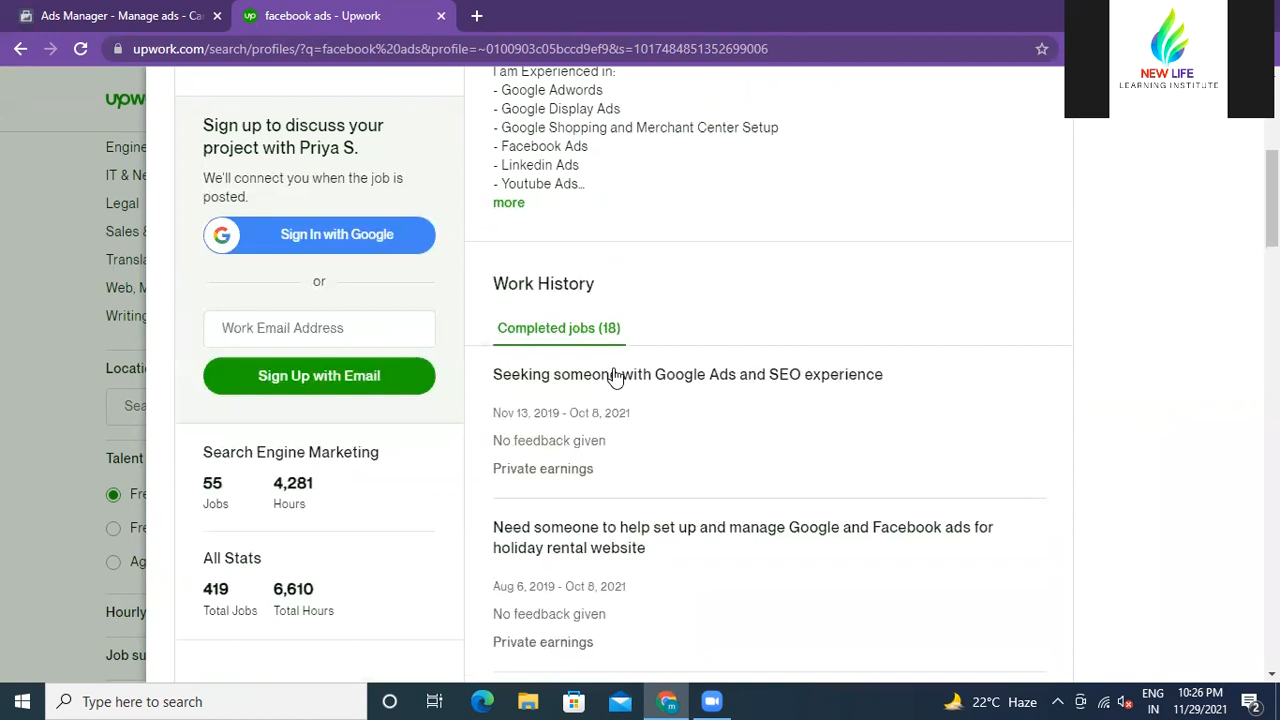 Ads Manager - Manage ads - Ca
facebook ads - Upwork
upwork.com/search/profiles/?q=facebook%20ads&profile=~0100903c05bccd9ef9&s=1017484851352699006
NEW LIFE
LEARNING INSTITUTE
Upw
Engine
IT & Ne
Legal
Sales &
Transla
Web, M
Writing
Locatio
Sea
Talent
Fre
Fre
Ag
Hourly
Job su
Sign up to discuss your
project with Priya S.
We'll connect you when the job is
posted.
Sign In with Google
or
Work Email Address
Sign Up with Email
Search Engine Marketing
55 4,281
Jobs Hours
All Stats
419 6,610
Total Jobs Total Hours
I am Experienced in:
- Google Adwords
- Google Display Ads
- Google Shopping and Merchant Center Setup
- Facebook Ads
- Linkedin Ads
- Youtube Ads...
more
Work History
Completed jobs (18)
Seeking someone with Google Ads and SEO experience
Nov 13, 2019 - Oct 8, 2021
No feedback given
Private earnings
Need someone to help set up and manage Google and Facebook ads for
holiday rental website
Aug 6, 2019 - Oct 8, 2021
No feedback given
Private earnings
Type here to search
22°C Haze
ENG
IN
10:26 PM
11/29/2021
2